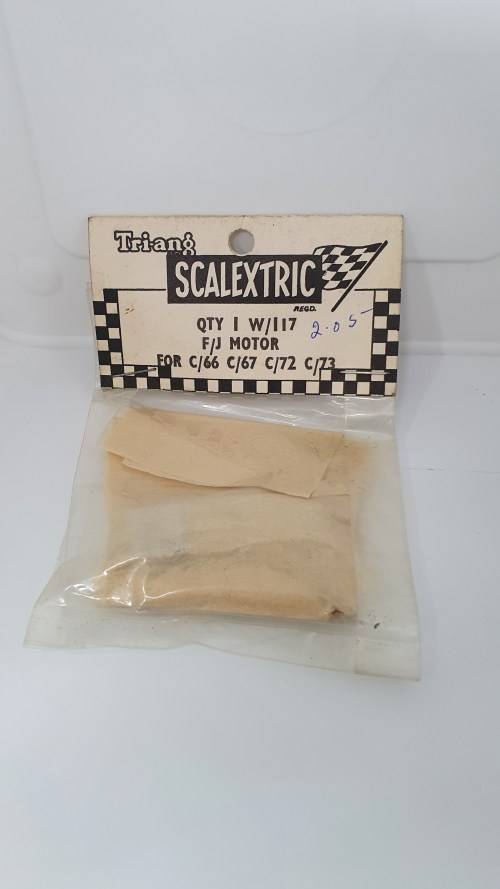 Tri-ang
SCALEXTRIC
REGD.
QTY 1 W/117 2.05
F/J MOTOR
FOR C/66 C/67 C/72 C/73